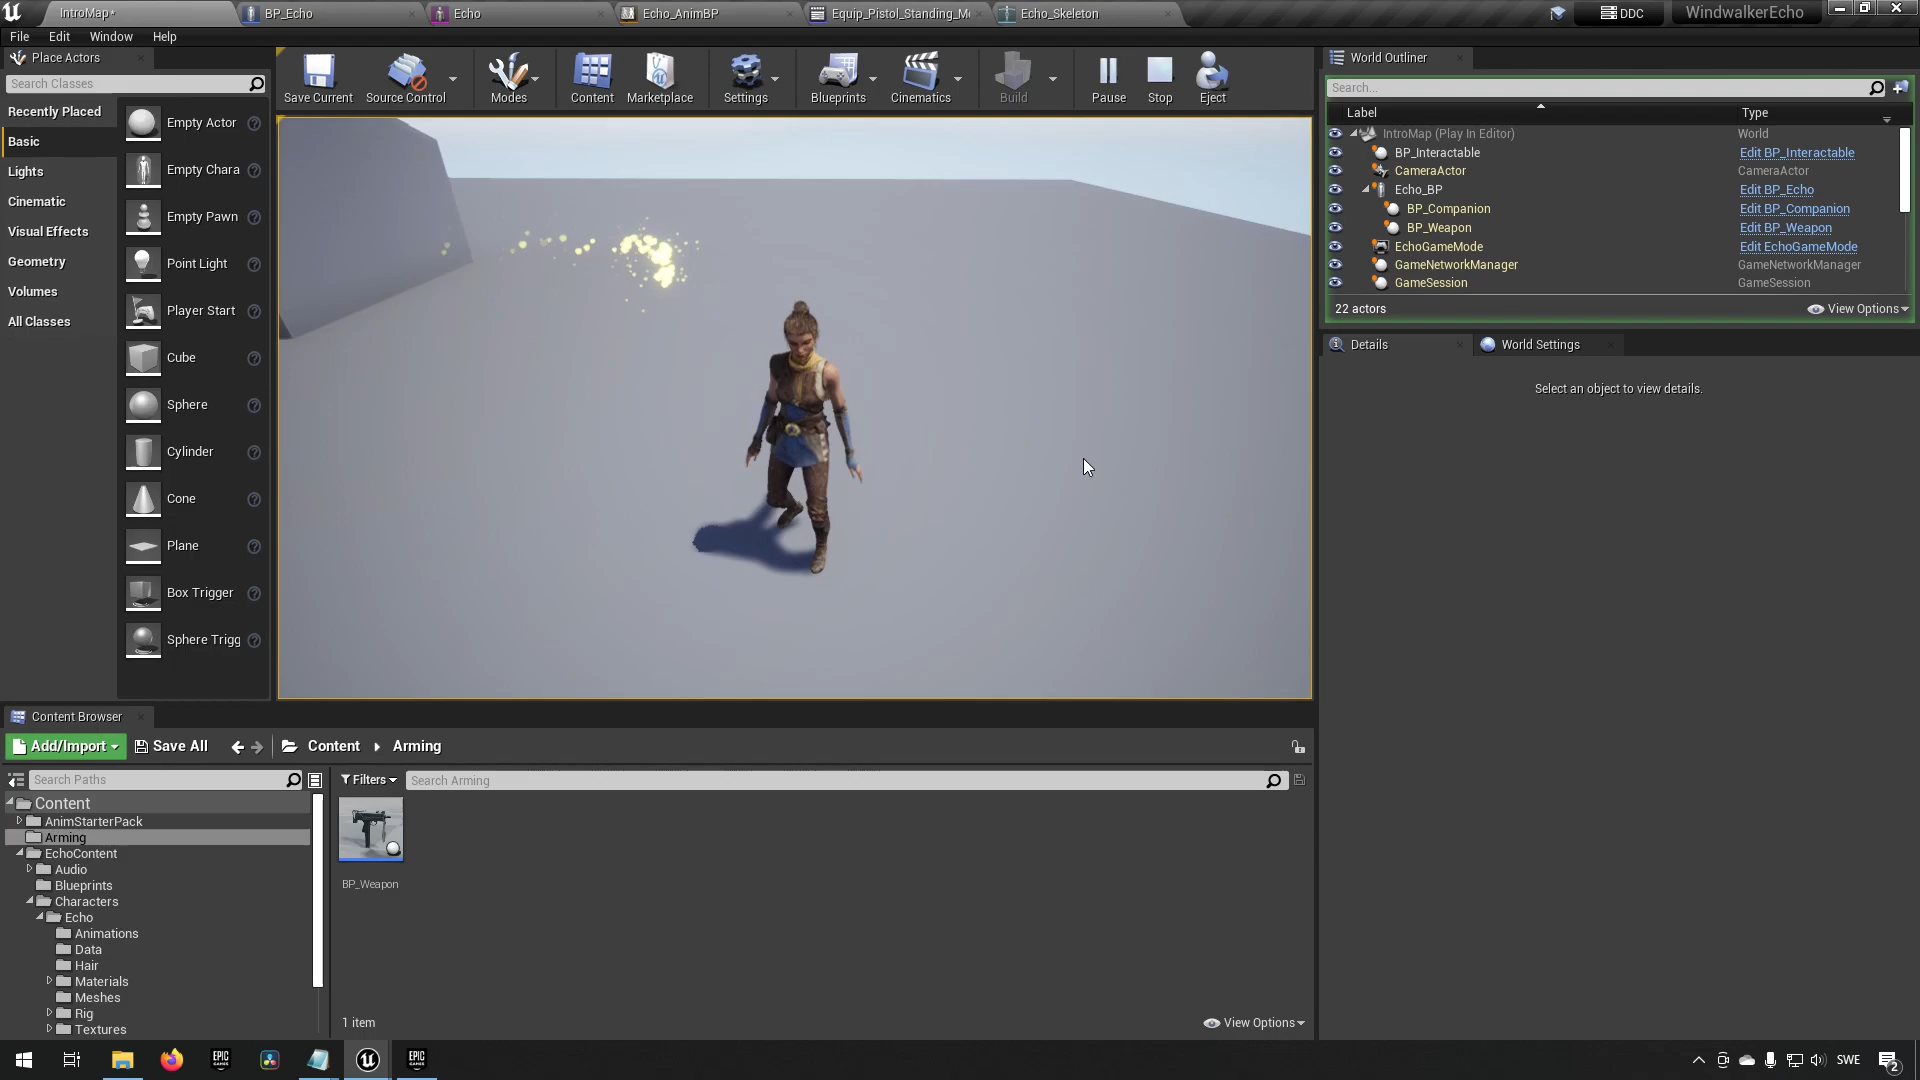 IntroMap*
BP_Echo
Echo
Echo_AnimBP
Equip_Pistol_Standing_Mo
Echo_Skeleton
DDC
WindwalkerEcho
File
Edit
Window
Help
Place Actors
Search Classes
Recently Placed
Basic
Lights
Cinematic
Visual Effects
Geometry
Volumes
All Classes
Empty Actor
Empty Chara
Empty Pawn
Point Light
Player Start
Cube
Sphere
Cylinder
Cone
Plane
Box Trigger
Sphere Trigg
Save Current
Source Control
Modes
Content
Marketplace
Settings
Blueprints
Cinematics
Build
Pause
Stop
Eject
World Outliner
Search...
Label
Type
IntroMap (Play In Editor)
World
BP_Interactable
Edit BP_Interactable
CameraActor
CameraActor
Echo_BP
Edit BP_Echo
BP_Companion
Edit BP_Companion
BP_Weapon
Edit BP_Weapon
EchoGameMode
Edit EchoGameMode
GameNetworkManager
GameNetworkManager
GameSession
GameSession
22 actors
View Options
Details
World Settings
Select an object to view details.
Content Browser
Add/Import
Save All
Content
Arming
Search Paths
Filters
Search Arming
Content
AnimStarterPack
Arming
EchoContent
Audio
Blueprints
Characters
Echo
Animations
Data
Hair
Materials
Meshes
Rig
Textures
BP_Weapon
1 item
View Options
EPIC
GAMES
EPIC
GAMES
SWE
2